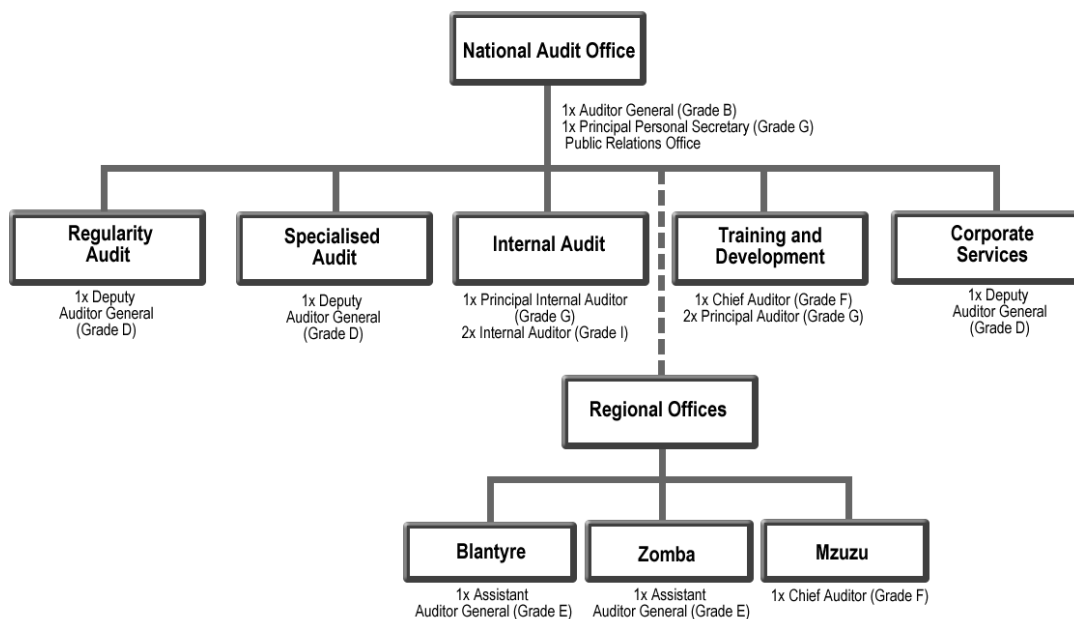 National Audit Office
1x Auditor General (Grade B)
1x Principal Personal Secretary (Grade G)
Public Relations Office
Regularity
Audit
1x Deputy
Auditor General
(Grade D)
Specialised
Audit
1x Deputy
Auditor General
(Grade D)
Internal Audit
1x Principal Internal Auditor
(Grade G)
2x Internal Auditor (Grade I)
Training and
Development
1x Chief Auditor (Grade F)
2x Principal Auditor (Grade G)
Corporate
Services
1x Deputy
Auditor General
(Grade D)
Regional Offices
Blantyre
1x Assistant
Auditor General (Grade E)
Zomba
1x Assistant
Auditor General (Grade E)
Mzuzu
1x Chief Auditor (Grade F)